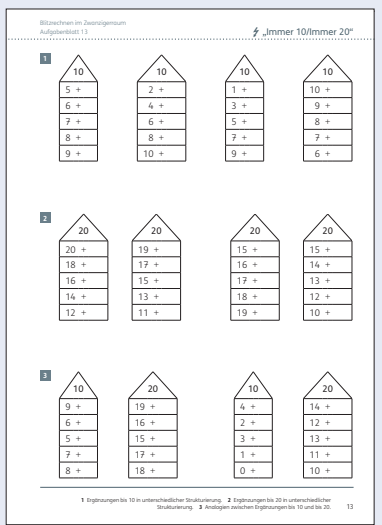 Blitzrechnen im Zwanzigerraum
Aufgabenblatt 13
„Immer 10/Immer 20“
1
10 10 10 10
5 + 2 + 1 + 10 +
6 + 4 + 3 + 9 +
7 + 6 + 5 + 8 +
8 + 8 + 7 + 7 +
9 + 10 + 9 + 6 +
2
20 20 20 20
20 + 19 + 15 + 15 +
18 + 17 + 16 + 14 +
16 + 15 + 17 + 13 +
14 + 13 + 18 + 12 +
12 + 11 + 19 + 10 +
3
10 20 10 20
9 + 19 + 4 + 14 +
6 + 16 + 2 + 12 +
5 + 15 + 3 + 13 +
7 + 17 + 1 + 11 +
8 + 18 + 0 + 10 +
1 Ergänzungen bis 10 in unterschiedlicher Strukturierung. 2 Ergänzungen bis 20 in unterschiedlicher
Strukturierung. 3 Analogien zwischen Ergänzungen bis 10 und bis 20.
13